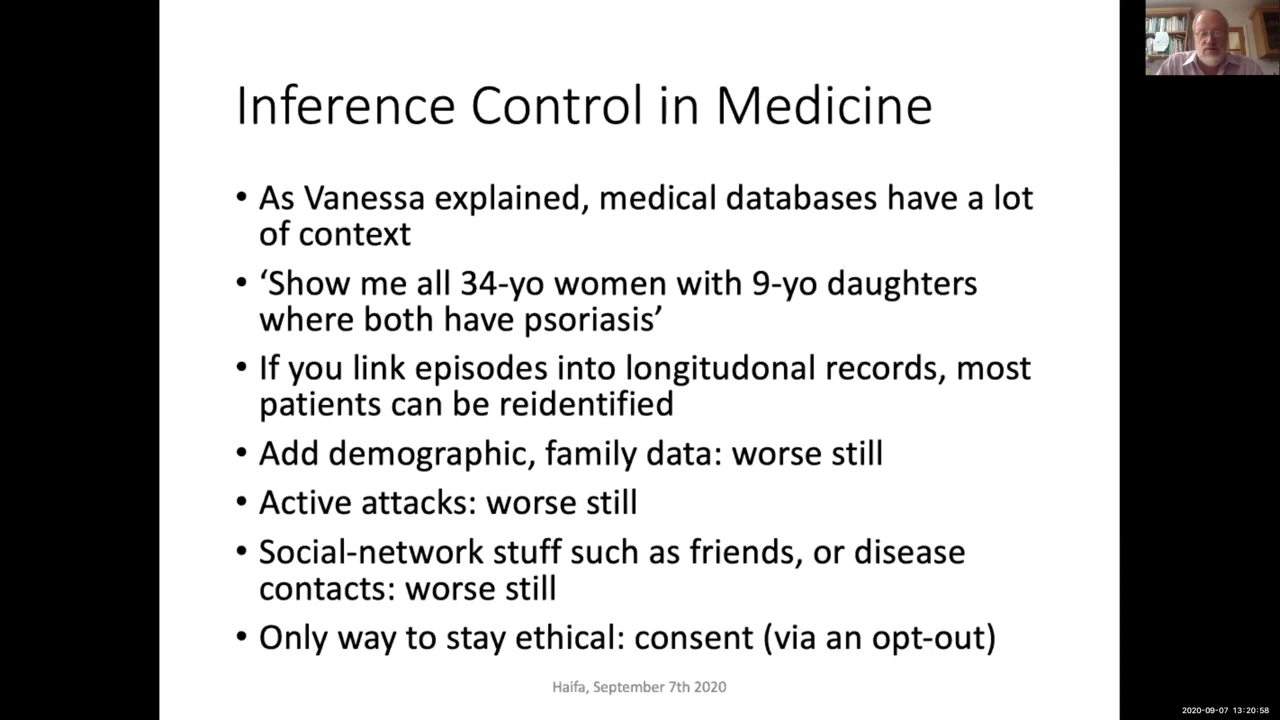 Inference Control in Medicine
• As Vanessa explained, medical databases have a lot
of context
• ‘Show me all 34-yo women with 9-yo daughters
where both have psoriasis’
• If you link episodes into longitudonal records, most
patients can be reidentified
• Add demographic, family data: worse still
• Active attacks: worse still
• Social-network stuff such as friends, or disease
contacts: worse still
• Only way to stay ethical: consent (via an opt-out)
Haifa, September 7th 2020
2020-09-07 13:20:58